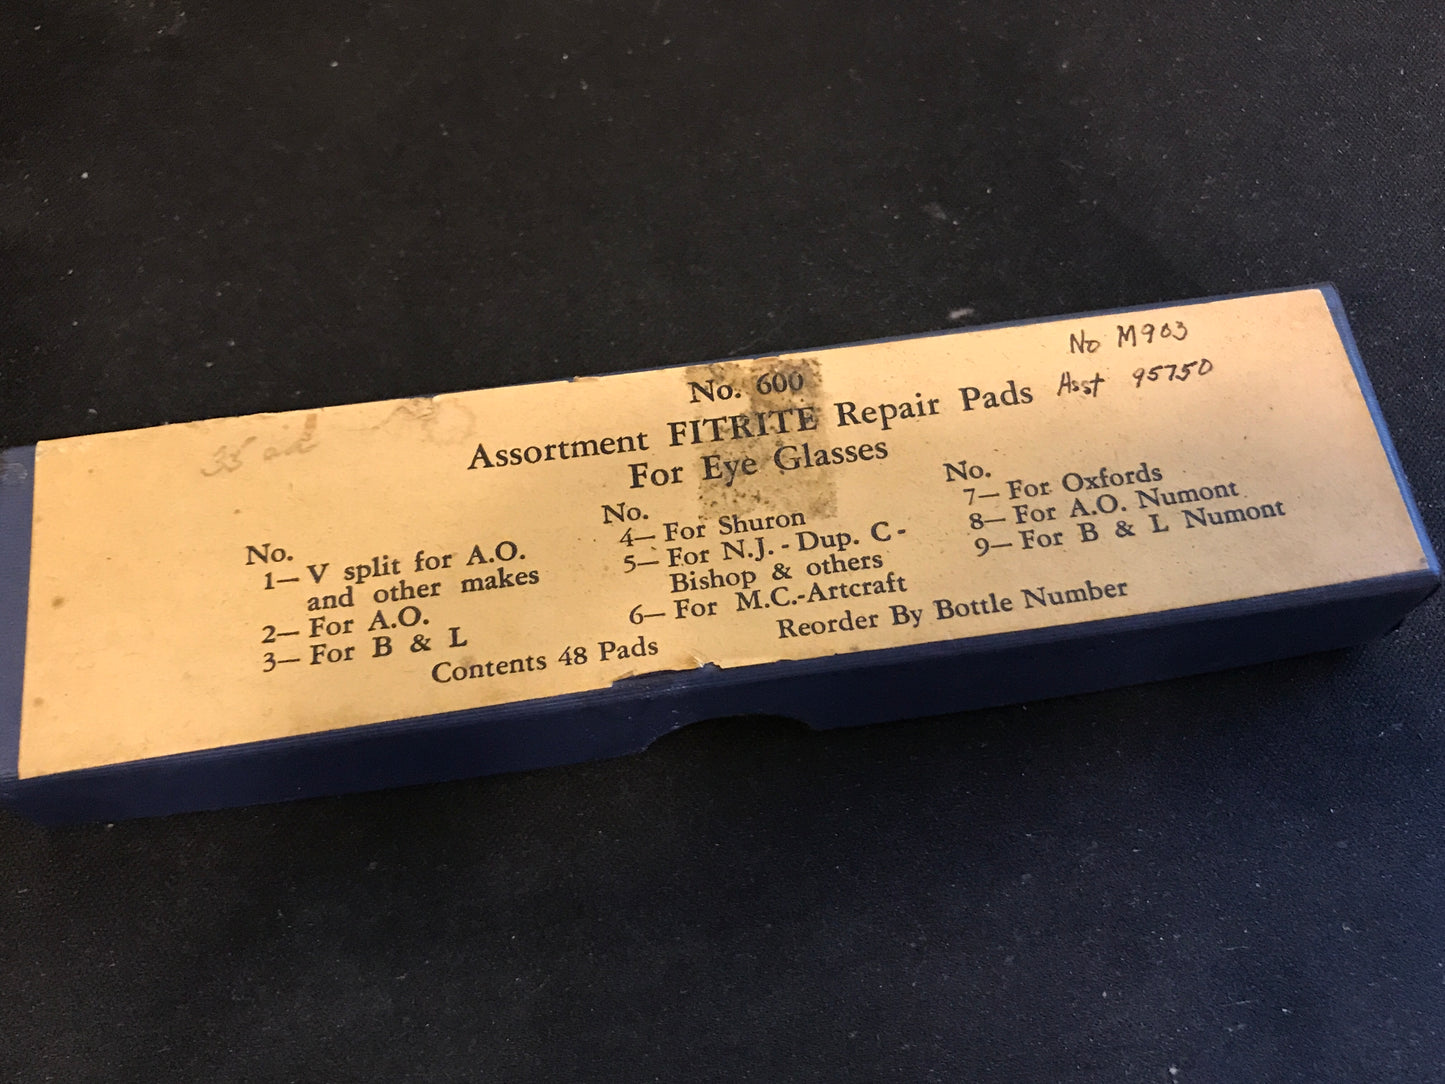 No M903
Asst 95750
No. 600
Assortment FITRITE Repair Pads
For Eye Glasses
No.
1— V split for A.O.
and other makes
2— For A.O.
3— For B & L
No.
4— For Shuron
5— For N.J. - Dup. C -
Bishop & others
6— For M.C.-Artcraft
No.
7— For Oxfords
8— For A.O. Numont
9— For B & L Numont
Contents 48 Pads
Reorder By Bottle Number